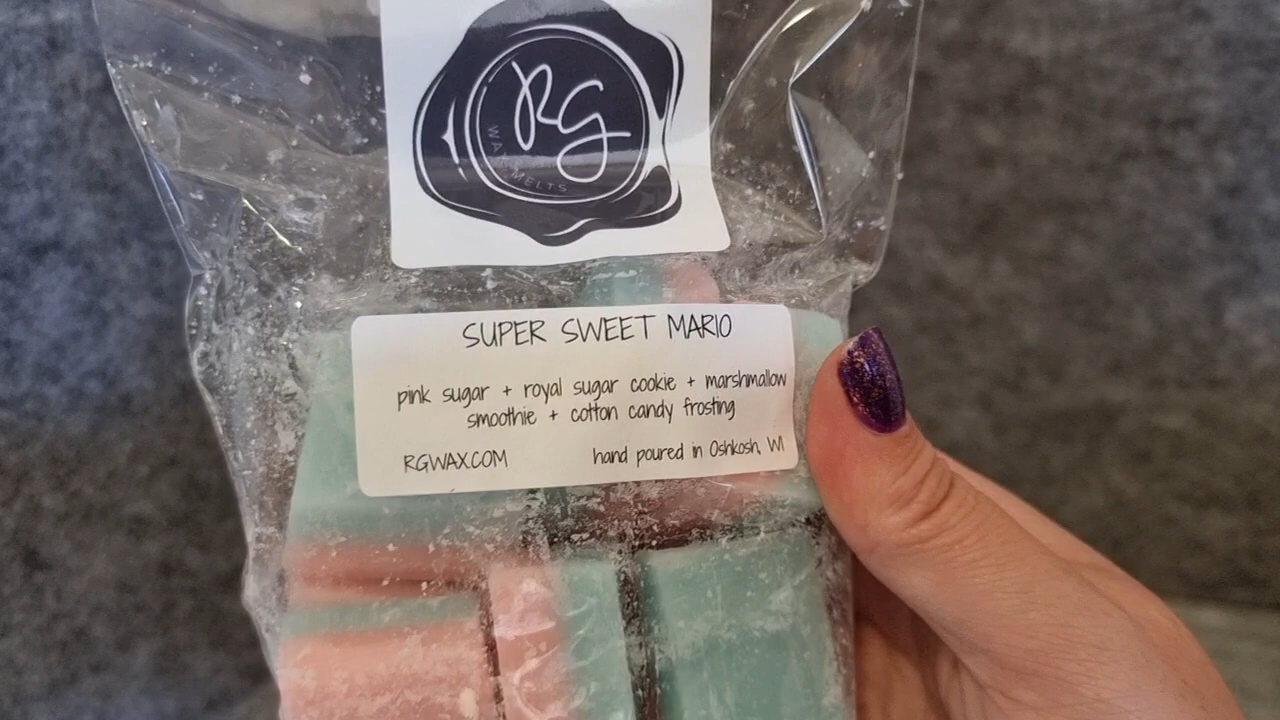 RG
WAX MELTS
SUPER SWEET MARIO
pink sugar + royal sugar cookie + marshmallow
smoothie + cotton candy frosting
RGWAX.COM
hand poured in Oshkosh, WI